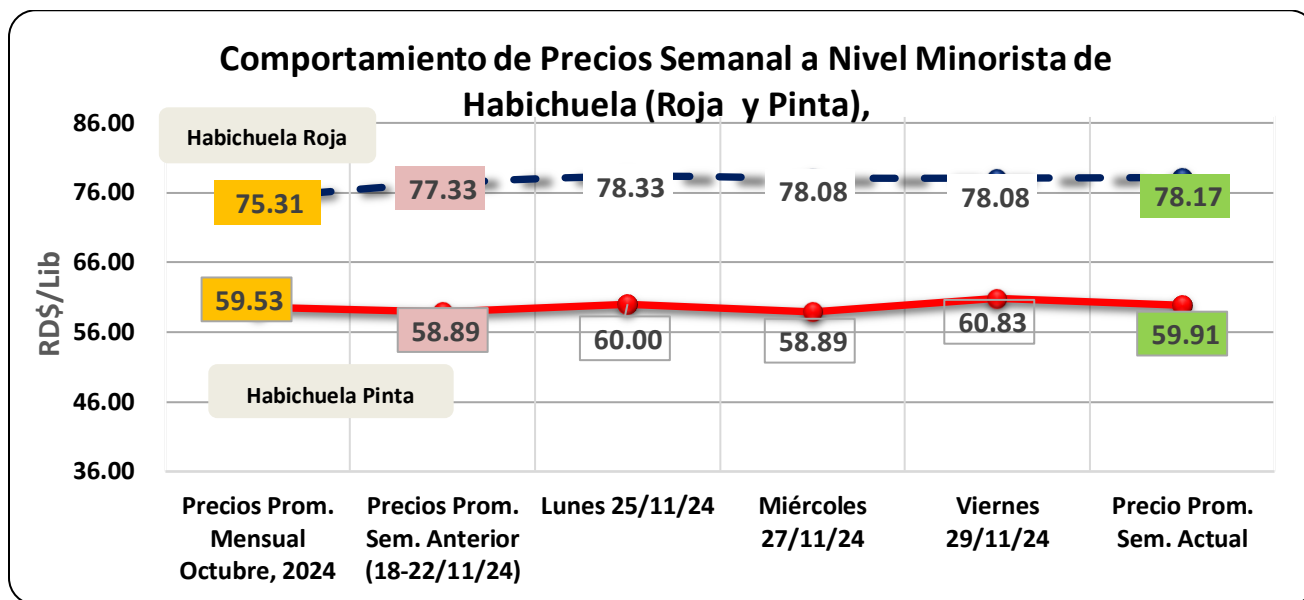 Comportamiento de Precios Semanal a Nivel Minorista de
Habichuela (Roja y Pinta),
86.00
76.00
66.00
56.00
46.00
36.00
RD$/Lib
Habichuela Roja
75.31
77.33
78.33
78.08
78.08
78.17
59.53
58.89
60.00
58.89
60.83
59.91
Habichuela Pinta
Precios Prom.
Mensual
Octubre, 2024
Precios Prom.
Sem. Anterior
(18-22/11/24)
Lunes 25/11/24
Miércoles
27/11/24
Viernes
29/11/24
Precio Prom.
Sem. Actual